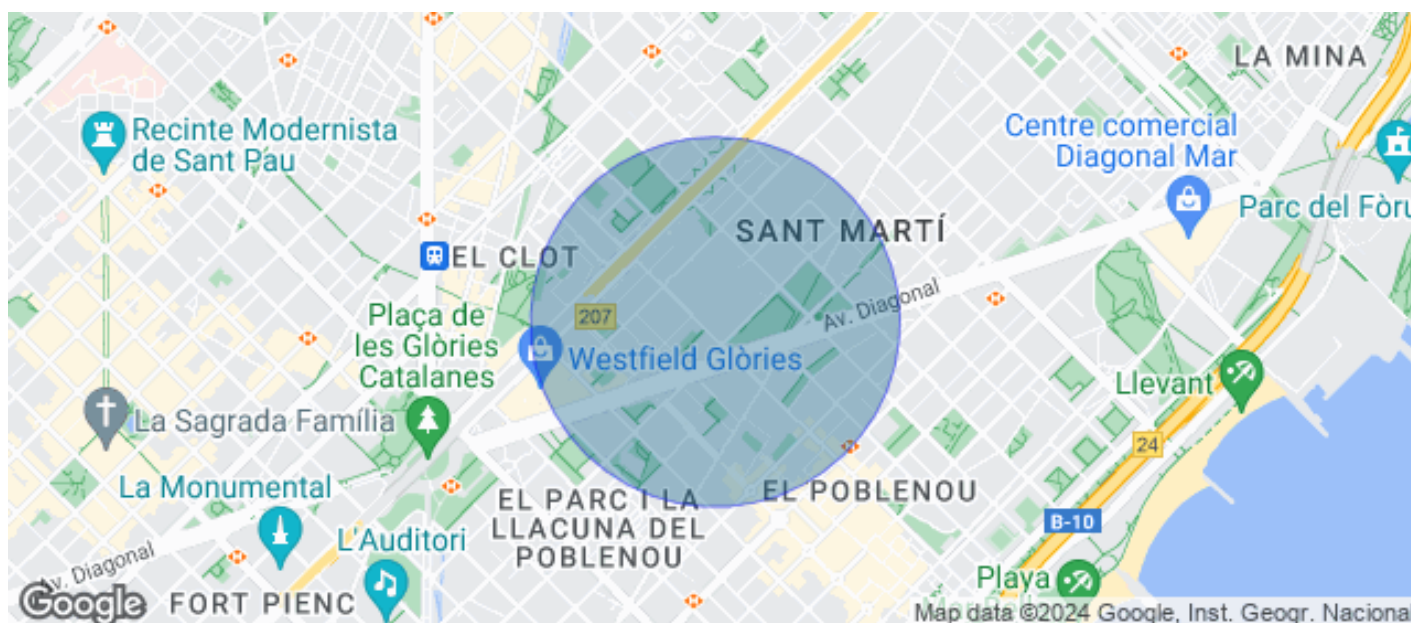 LA MINA
Recinte Modernista
de Sant Pau
Centre comercial
Diagonal Mar
Parc del Fòru
SANT MARTÍ
EL CLOT
Av. Diagonal
207
Plaça de
les Glòries
Catalanes
Westfield Glòries
Llevant
La Sagrada Família
24
La Monumental
EL PARC I LA
LLACUNA DEL
POBLENOU
EL POBLENOU
B-10
L'Auditori
Av. Diagonal
Playa
FORT PIENC
Google
Map data ©2024 Google, Inst. Geogr. Nacional